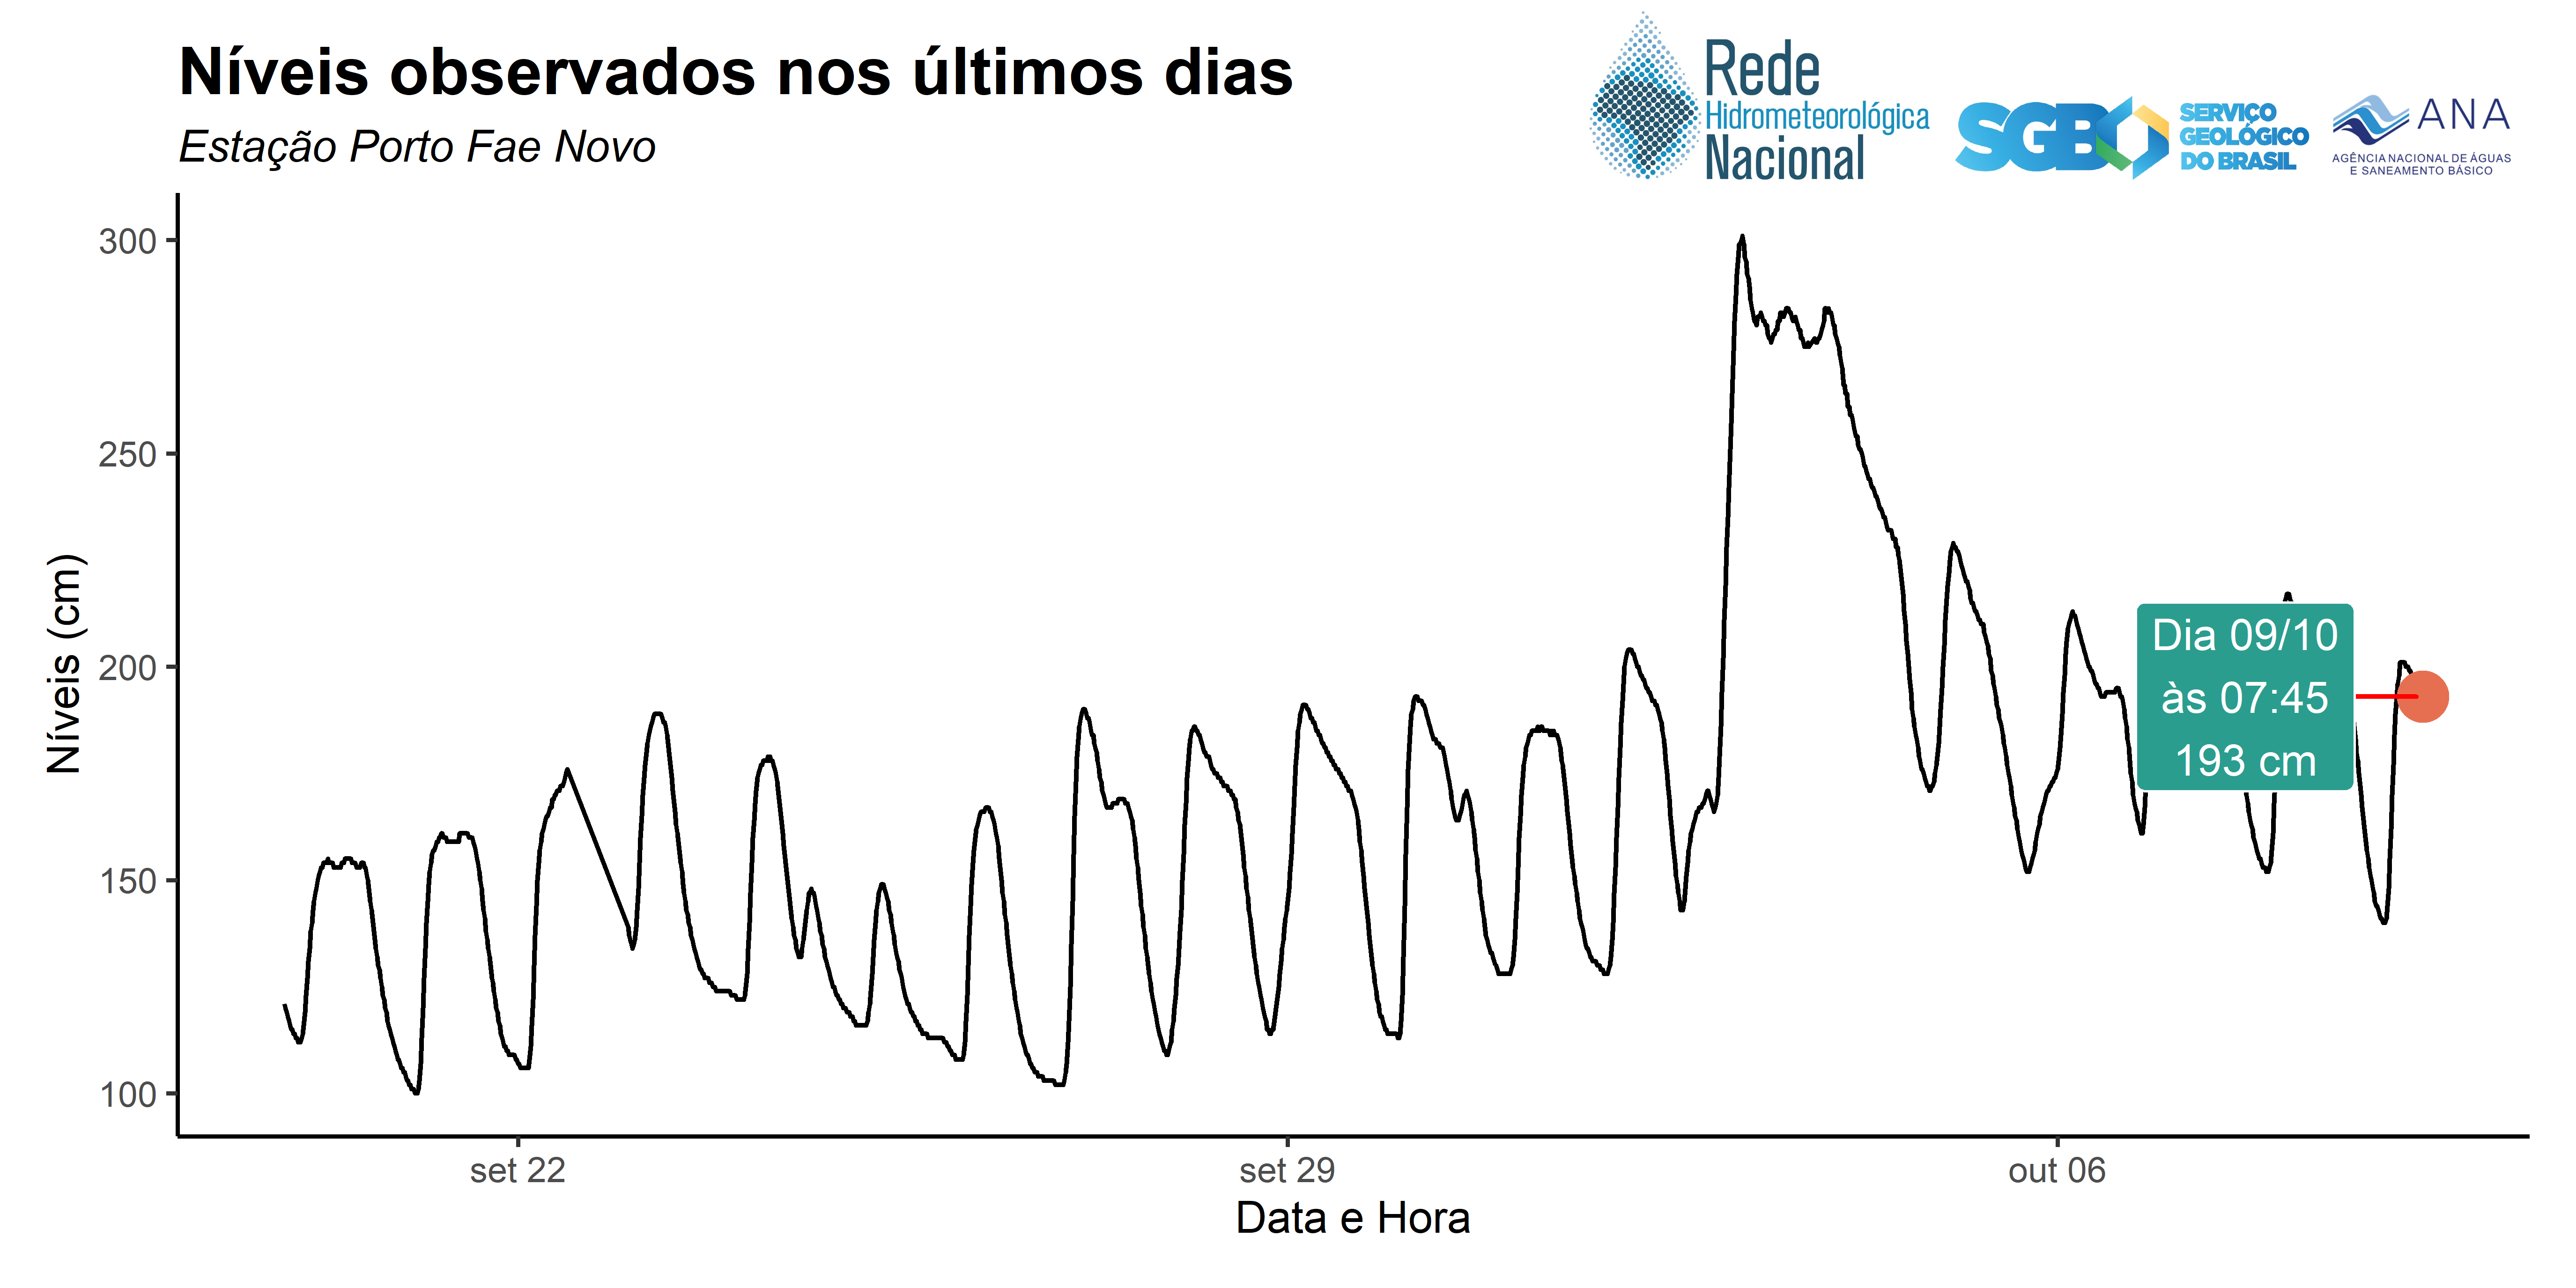 Níveis observados nos últimos dias
Estação Porto Fae Novo
Rede
Hidrometeorológica
Nacional
SGB
SERVIÇO
GEOLÓGICO
DO BRASIL
ANA
AGÊNCIA NACIONAL DE ÁGUAS
E SANEAMENTO BÁSICO
Níveis (cm)
300
250
200
150
100
Dia 09/10
às 07:45
193 cm
set 22
set 29
out 06
Data e Hora